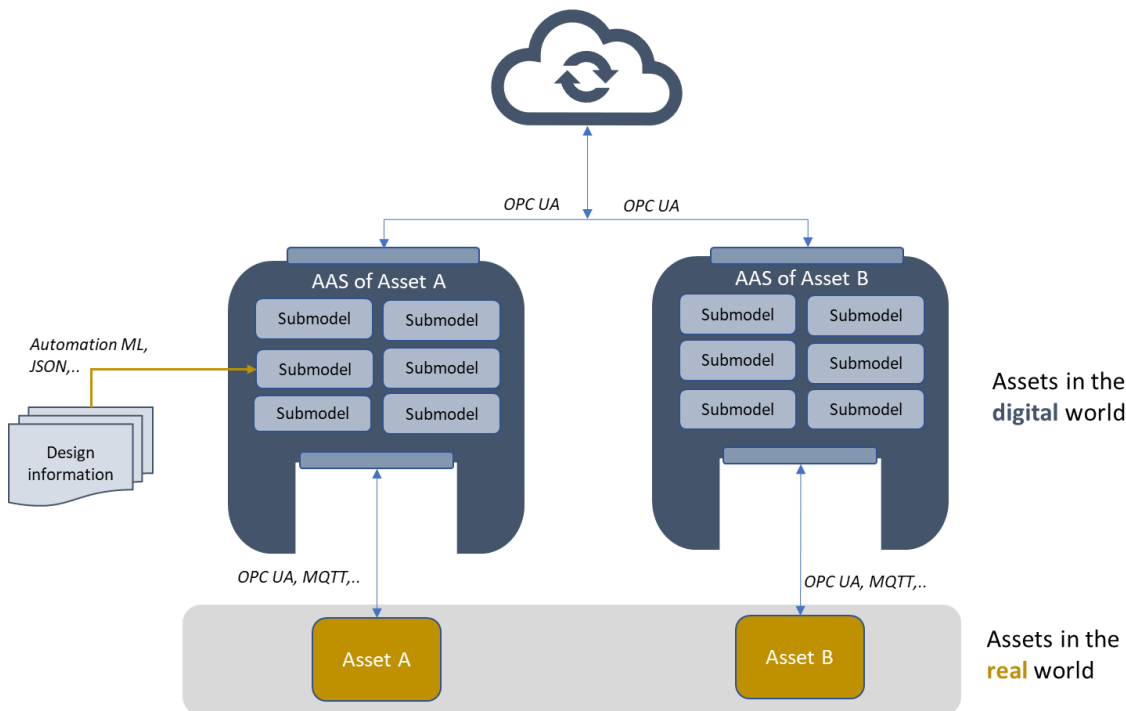 OPC UA
OPC UA
AAS of Asset A
AAS of Asset B
Submodel
Submodel
Submodel
Submodel
Automation ML,
JSON,..
Submodel
Submodel
Submodel
Submodel
Submodel
Submodel
Submodel
Submodel
Assets in the
digital world
Design
information
OPC UA, MQTT,..
OPC UA, MQTT,..
Asset A
Asset B
Assets in the
real world